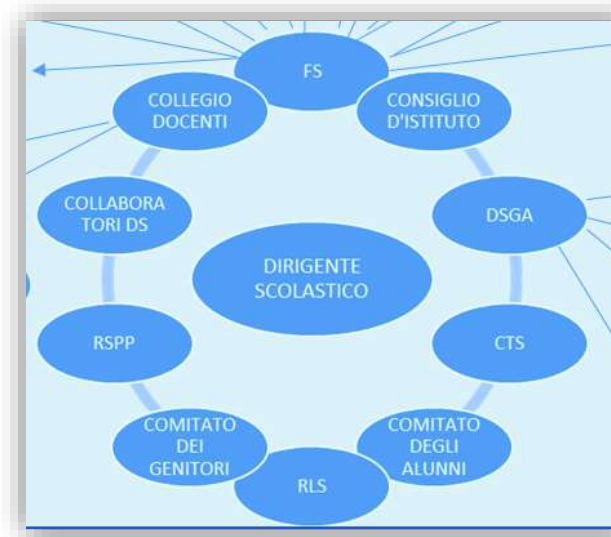 FS
COLLEGIO
DOCENTI
CONSIGLIO
D'ISTITUTO
COLLABORA
TORI DS
DSGA
DIRIGENTE
SCOLASTICO
RSPP
CTS
COMITATO
DEI
GENITORI
COMITATO
DEGLI
ALUNNI
RLS